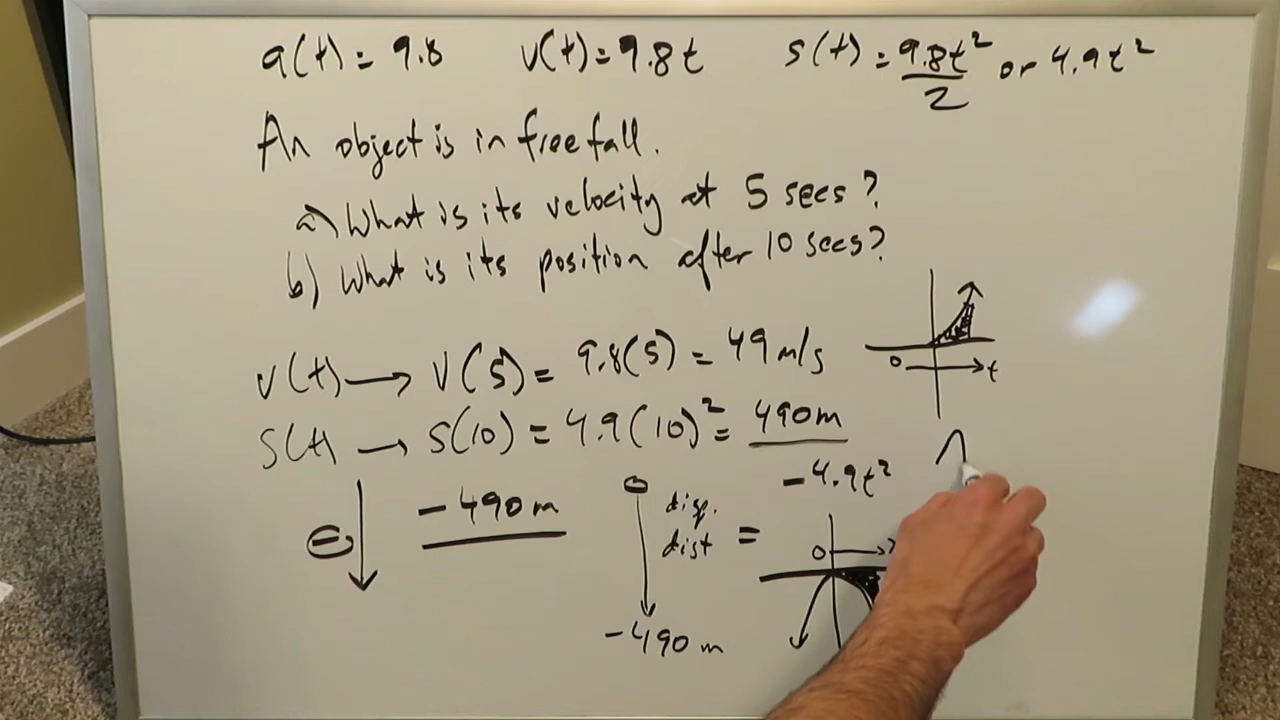 a(t) = 9.8 v(t) = 9.8t s(t) = 9.8t²/2 or 4.9t²
An object is in free fall.
a) What is its velocity at 5 secs?
b) What is its position after 10 secs?
v(t) → v(5) = 9.8(5) = 49 m/s
s(t) → s(10) = 4.9(10)² = 490m
0 t
- 490 m
⊖
disp.
dist =
- 4.9t²
0
- 490 m